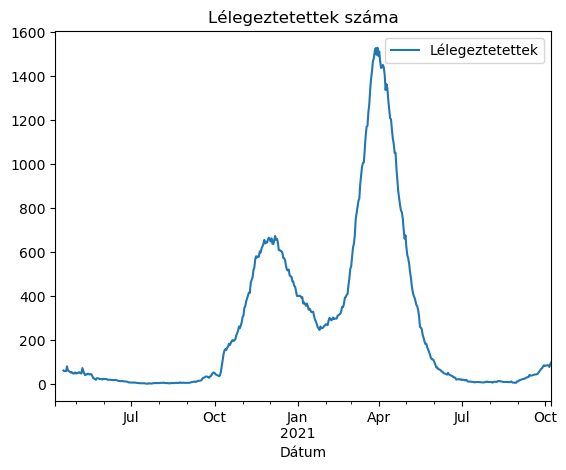 Lélegeztetettek száma
Lélegeztetettek
1600
1400
1200
1000
800
600
400
200
0
Jul
Oct
Jan
2021
Apr
Jul
Oct
Dátum